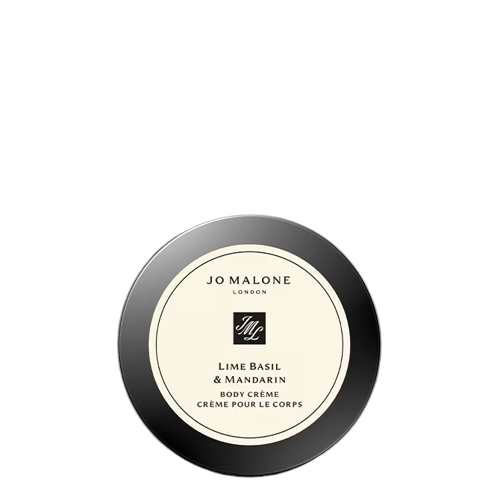 JO MALONE
LONDON
JML
LIME BASIL
& MANDARIN
BODY CRÈME
CRÈME POUR LE CORPS